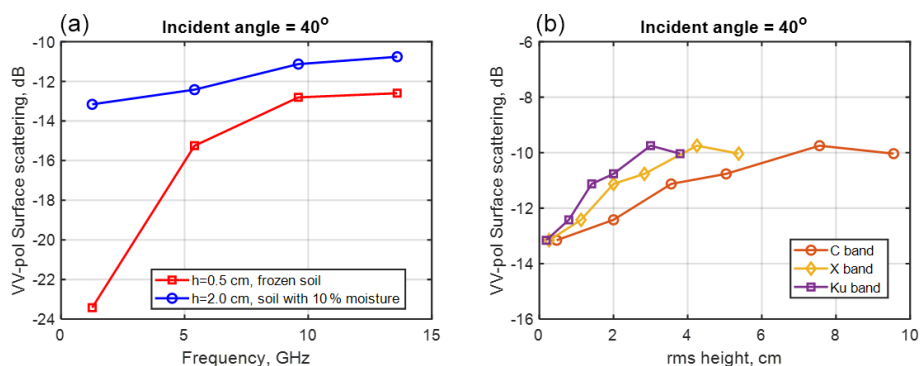 (a)
Incident angle = 40°
VV-pol Surface scattering, dB
-10
-12
-14
-16
-18
-20
-22
-24
0
5
10
15
Frequency, GHz
h=0.5 cm, frozen soil
h=2.0 cm, soil with 10 % moisture
(b)
Incident angle = 40°
VV-pol Surface scattering, dB
-6
-8
-10
-12
-14
-16
0
2
4
6
8
10
rms height, cm
C band
X band
Ku band